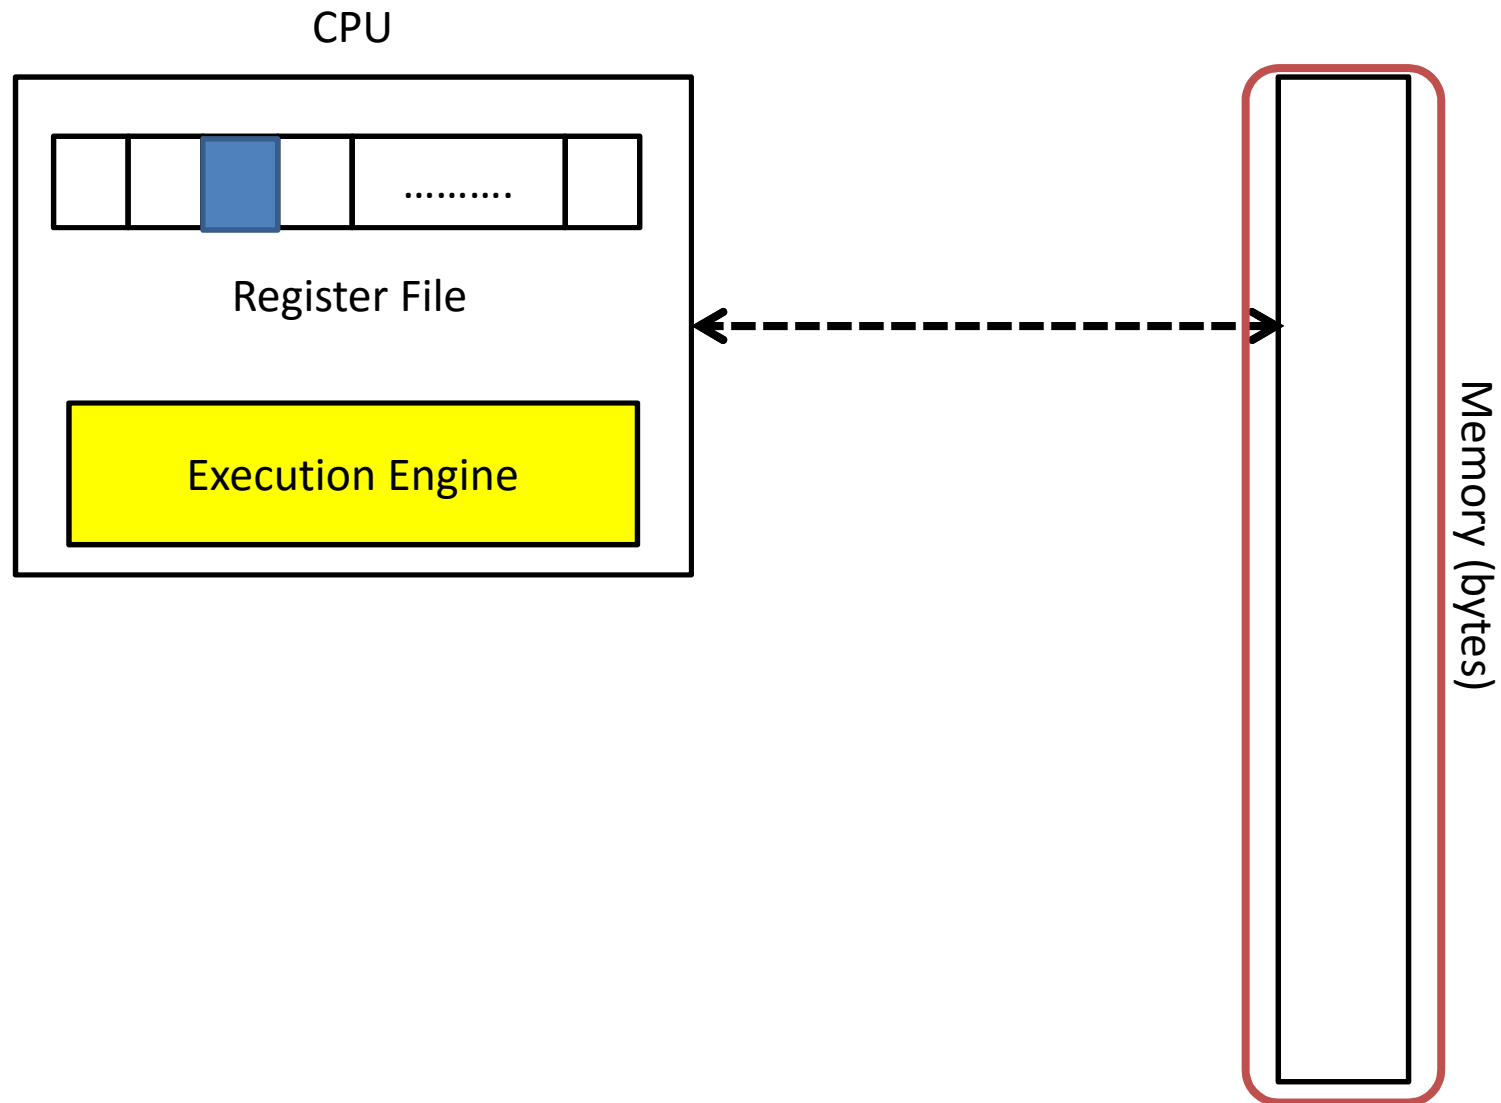 CPU
……….
Register File
Execution Engine
Memory (bytes)